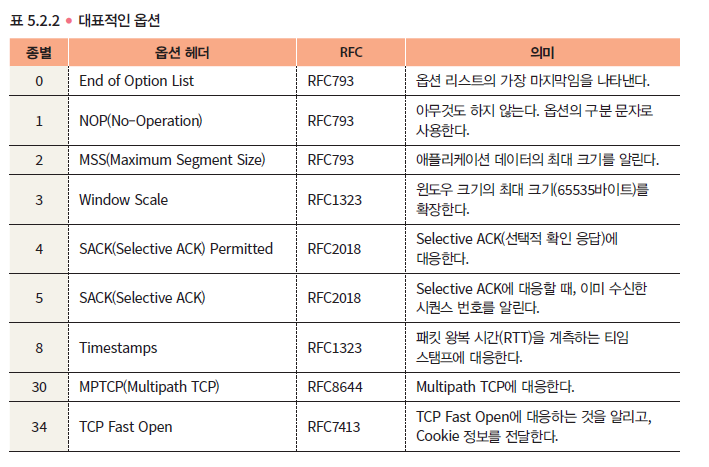 표 5.2.2 ● 대표적인 옵션
종별 옵션 헤더 RFC 의미
0 End of Option List RFC793 옵션 리스트의 가장 마지막임을 나타낸다.
1 NOP(No-Operation) RFC793 아무것도 하지 않는다. 옵션의 구분 문자로
사용한다.
2 MSS(Maximum Segment Size) RFC793 애플리케이션 데이터의 최대 크기를 알린다.
3 Window Scale RFC1323 윈도우 크기의 최대 크기(65535바이트)를
확장한다.
4 SACK(Selective ACK) Permitted RFC2018 Selective ACK(선택적 확인 응답)에
대응한다.
5 SACK(Selective ACK) RFC2018 Selective ACK에 대응할 때, 이미 수신한
시퀀스 번호를 알린다.
8 Timestamps RFC1323 패킷 왕복 시간(RTT)을 계측하는 타임
스탬프에 대응한다.
30 MPTCP(Multipath TCP) RFC8644 Multipath TCP에 대응한다.
34 TCP Fast Open RFC7413 TCP Fast Open에 대응하는 것을 알리고,
Cookie 정보를 전달한다.